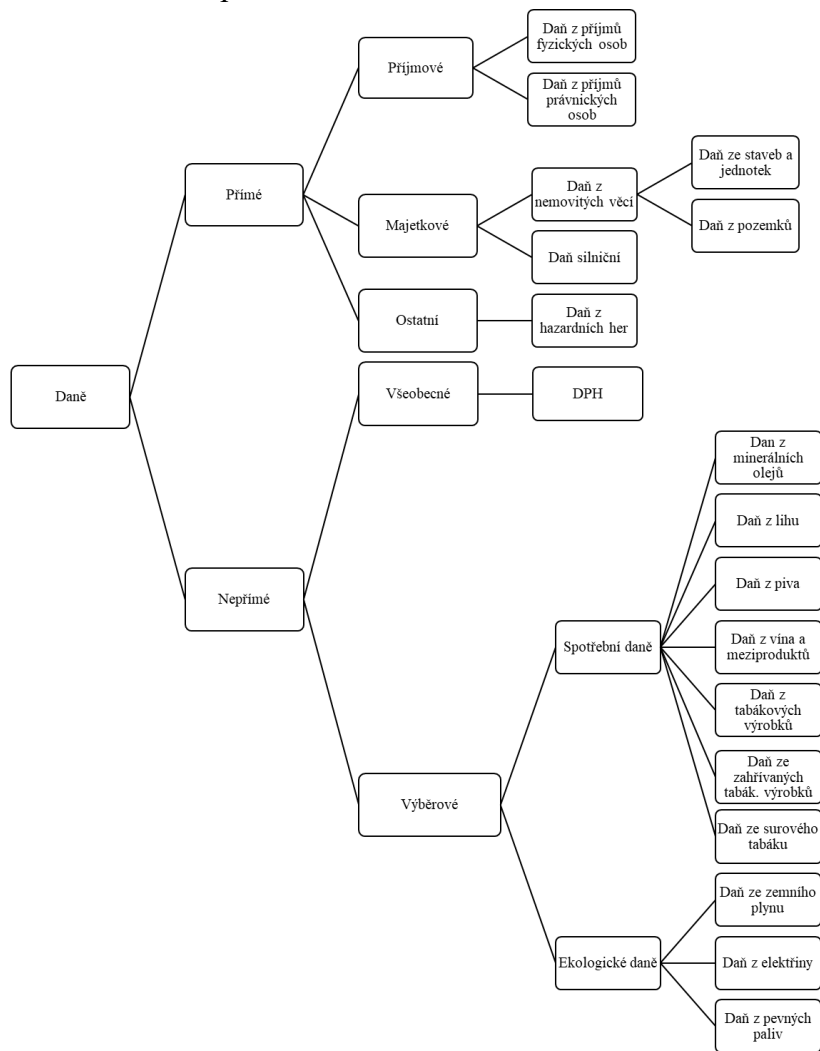 Daň z příjmů
fyzických osob
Příjmové
Daň z příjmů
právnických
osob
Daň ze staveb a
jednotek
Přímé
Daň z
nemovitých věcí
Majetkové
Daň z pozemků
Daň silniční
Ostatní
Daň z
hazardních her
Daně
Všeobecné
DPH
Dan z
minerálních
olejů
Daň z lihu
Daň z piva
Nepřímé
Spotřební daně
Daň z vína a
meziproduktů
Daň z
tabákových
výrobků
Daň ze
zahřívaných
tabák. výrobků
Výběrové
Daň ze surového
tabáku
Daň ze zemního
plynu
Ekologické daně
Daň z elektřiny
Daň z pevných
paliv